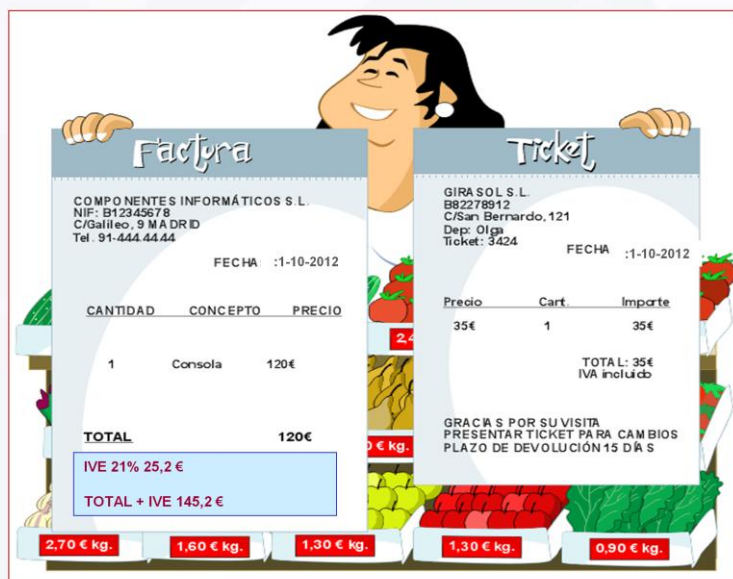 Factura
COMPONENTES INFORMÁTICOS S.L.
NIF: B12345678
C/Galileo, 9 MADRID
Tel. 91-444.44.44
FECHA :1-10-2012
CANTIDAD CONCEPTO PRECIO
1 Consola 120€
TOTAL 120€
IVE 21% 25,2 €
TOTAL + IVE 145,2 €
Ticket
GIRASOL S.L.
B82278912
C/San Bernardo, 121
Dep: Olga
Ticket: 3424
FECHA :1-10-2012
Precio Cant. Importe
35€ 1 35€
TOTAL: 35€
IVA incluido
GRACIAS POR SU VISITA
PRESENTAR TICKET PARA CAMBIOS
PLAZO DE DEVOLUCIÓN 15 DÍAS
€ kg.
2,70 € kg.
1,60 € kg.
1,30 € kg.
1,30 € kg.
0,90 € kg.